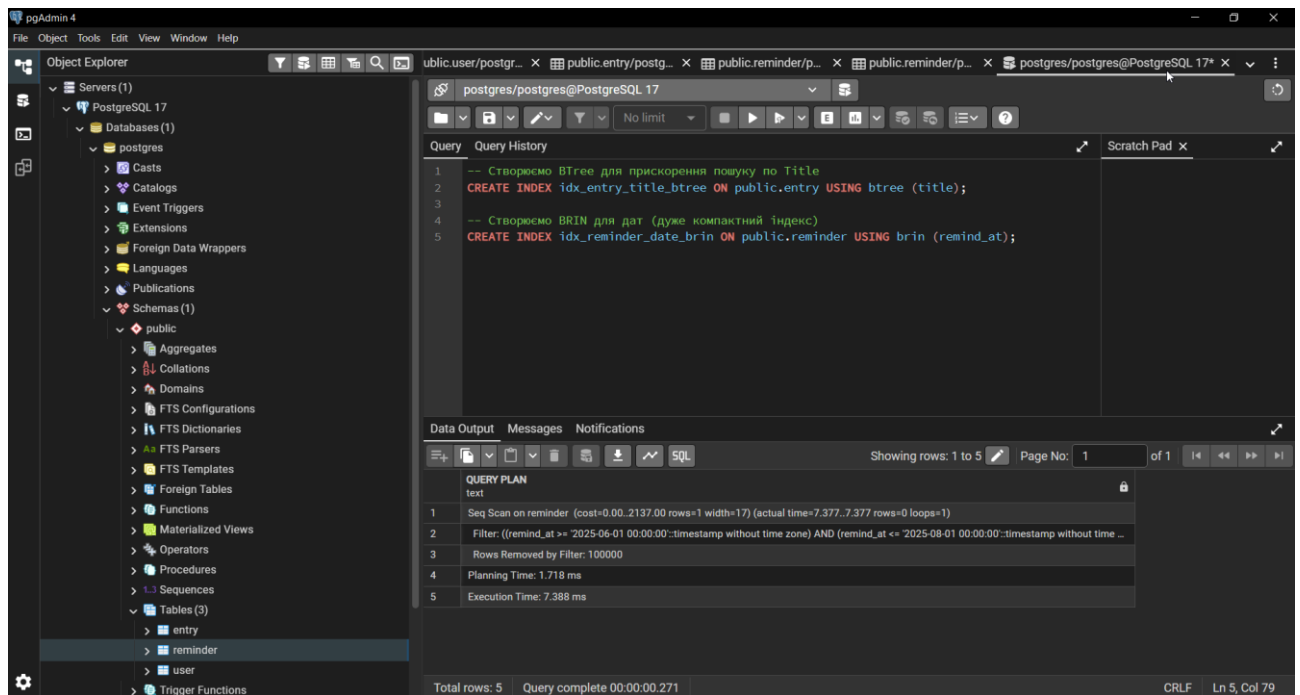 pgAdmin 4
File Object Tools Edit View Window Help
Object Explorer
ublic.user/postgr... public.entry/postg... public.reminder/p... public.reminder/p... postgres/postgres@PostgreSQL 17*
Servers (1)
PostgreSQL 17
Databases (1)
postgres
Casts
Catalogs
Event Triggers
Extensions
Foreign Data Wrappers
Languages
Publications
Schemas (1)
public
Aggregates
Collations
Domains
FTS Configurations
FTS Dictionaries
Aa FTS Parsers
FTS Templates
Foreign Tables
Functions
Materialized Views
Operators
Procedures
1..3 Sequences
Tables (3)
entry
reminder
user
Trigger Functions
postgres/postgres@PostgreSQL 17
No limit
E
Query Query History
Scratch Pad
1 -- Створюємо BTree для прискорення пошуку по Title
2 CREATE INDEX idx_entry_title_btree ON public.entry USING btree (title);
3
4 -- Створюємо BRIN для дат (дуже компактний індекс)
5 CREATE INDEX idx_reminder_date_brin ON public.reminder USING brin (remind_at);
Data Output Messages Notifications
SQL
Showing rows: 1 to 5 Page No: 1 of 1
QUERY PLAN
text
1 Seq Scan on reminder (cost=0.00..2137.00 rows=1 width=17) (actual time=7.377..7.377 rows=0 loops=1)
2 Filter: ((remind_at >= '2025-06-01 00:00:00'::timestamp without time zone) AND (remind_at <= '2025-08-01 00:00:00'::timestamp without time ...
3 Rows Removed by Filter: 100000
4 Planning Time: 1.718 ms
5 Execution Time: 7.388 ms
Total rows: 5 Query complete 00:00:00.271
CRLF Ln 5, Col 79